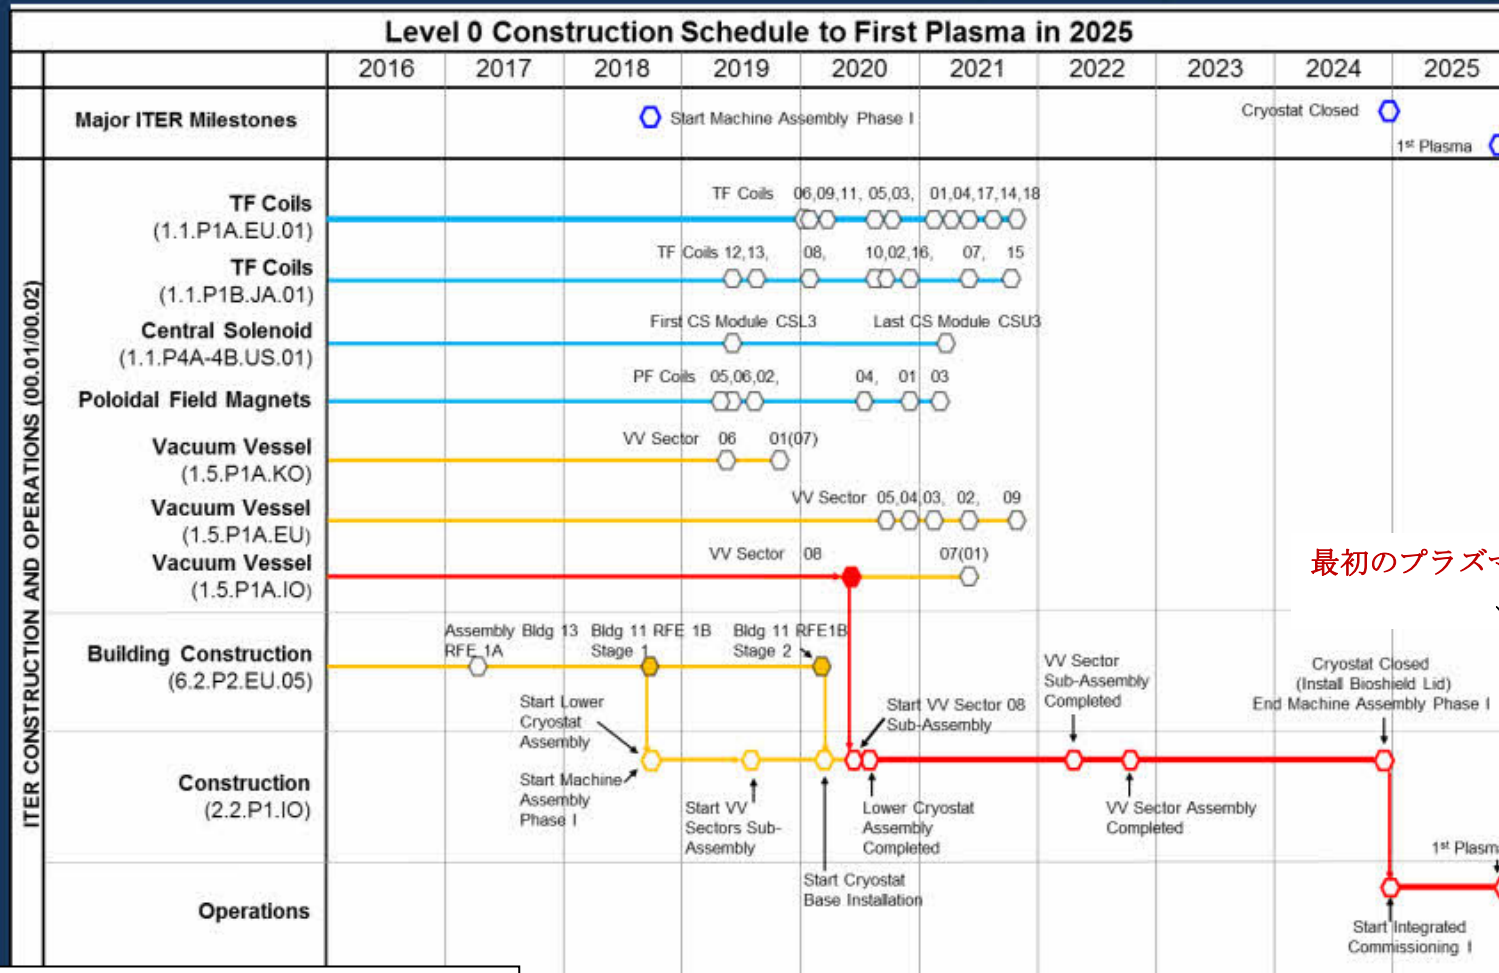 Level 0 Construction Schedule to First Plasma in 2025
2016 2017 2018 2019 2020 2021 2022 2023 2024 2025
Major ITER Milestones
Start Machine Assembly Phase I
Cryostat Closed
1st Plasma
ITER CONSTRUCTION AND OPERATIONS (00.01/00.02)
TF Coils
(1.1.P1A.EU.01)
TF Coils 06,09,11, 05,03, 01,04,17,14,18
TF Coils
(1.1.P1B.JA.01)
TF Coils 12,13, 08, 10,02,16, 07, 15
Central Solenoid
(1.1.P4A-4B.US.01)
First CS Module CSL3 Last CS Module CSU3
Poloidal Field Magnets
PF Coils 05,06,02, 04, 01 03
Vacuum Vessel
(1.5.P1A.KO)
VV Sector 06 01(07)
Vacuum Vessel
(1.5.P1A.EU)
VV Sector 05,04,03, 02, 09
Vacuum Vessel
(1.5.P1A.IO)
VV Sector 08 07(01)
最初のプラズ
Building Construction
(6.2.P2.EU.05)
Assembly Bldg 13
RFE 1A
Bldg 11 RFE 1B
Stage 1
Bldg 11 RFE1B
Stage 2
Construction
(2.2.P1.IO)
Start Lower
Cryostat
Assembly
Start Machine
Assembly
Phase I
Start VV
Sectors Sub-
Assembly
Start Cryostat
Base Installation
Start VV Sector 08
Sub-Assembly
Lower Cryostat
Assembly
Completed
VV Sector
Sub-Assembly
Completed
VV Sector Assembly
Completed
Cryostat Closed
(Install Bioshield Lid)
End Machine Assembly Phase I
Operations
1st Plasm
Start Integrated
Commissioning I